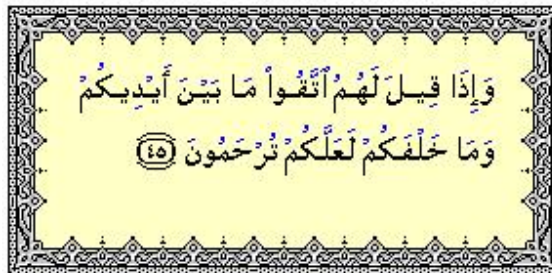 وَإِذَا قِيلَ لَهُمُ ٱتَّقُوا۟ مَا بَيْنَ أَيْدِيكُمْ
وَمَا خَلْفَكُمْ لَعَلَّكُمْ تُرْحَمُونَ ٤٥